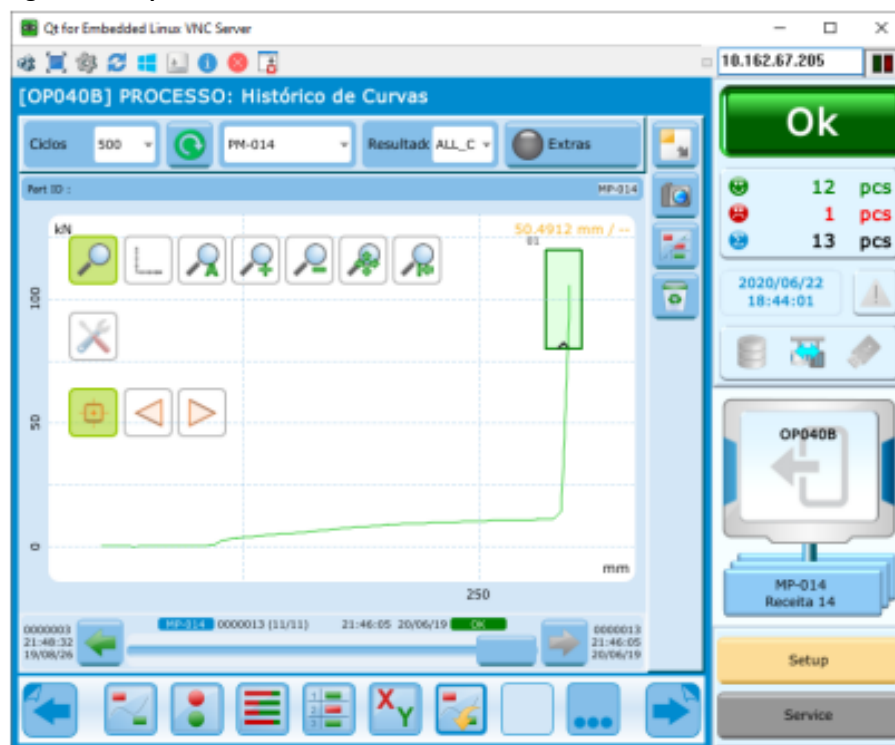 Qt for Embedded Linux VNC Server
10.162.67.205
[OP040B] PROCESSO: Histórico de Curvas
Ciclos 500 PM-014 Resultadc ALL_C Extras
Part ID : MP-014
kN
50.4912 mm / --
01
100
50
0
mm
250
0000003
21:48:32
19/08/26
MP-014 0000013 (11/11) 21:46:05 20/06/19 OK
0000013
21:46:05
20/06/19
X
Y
Ok
12 pcs
1 pcs
13 pcs
2020/06/22
18:44:01
OP040B
MP-014
Receita 14
Setup
Service